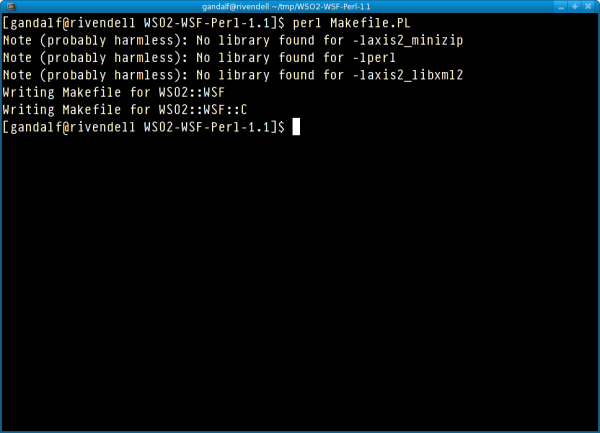 gandalf@rivendell:~/tmp/WSO2-WSF-Perl-1.1
[gandalf@rivendell WSO2-WSF-Perl-1.1]$ perl Makefile.PL
Note (probably harmless): No library found for -laxis2_minizip
Note (probably harmless): No library found for -lperl
Note (probably harmless): No library found for -laxis2_libxml2
Writing Makefile for WSO2::WSF
Writing Makefile for WSO2::WSF::C
[gandalf@rivendell WSO2-WSF-Perl-1.1]$